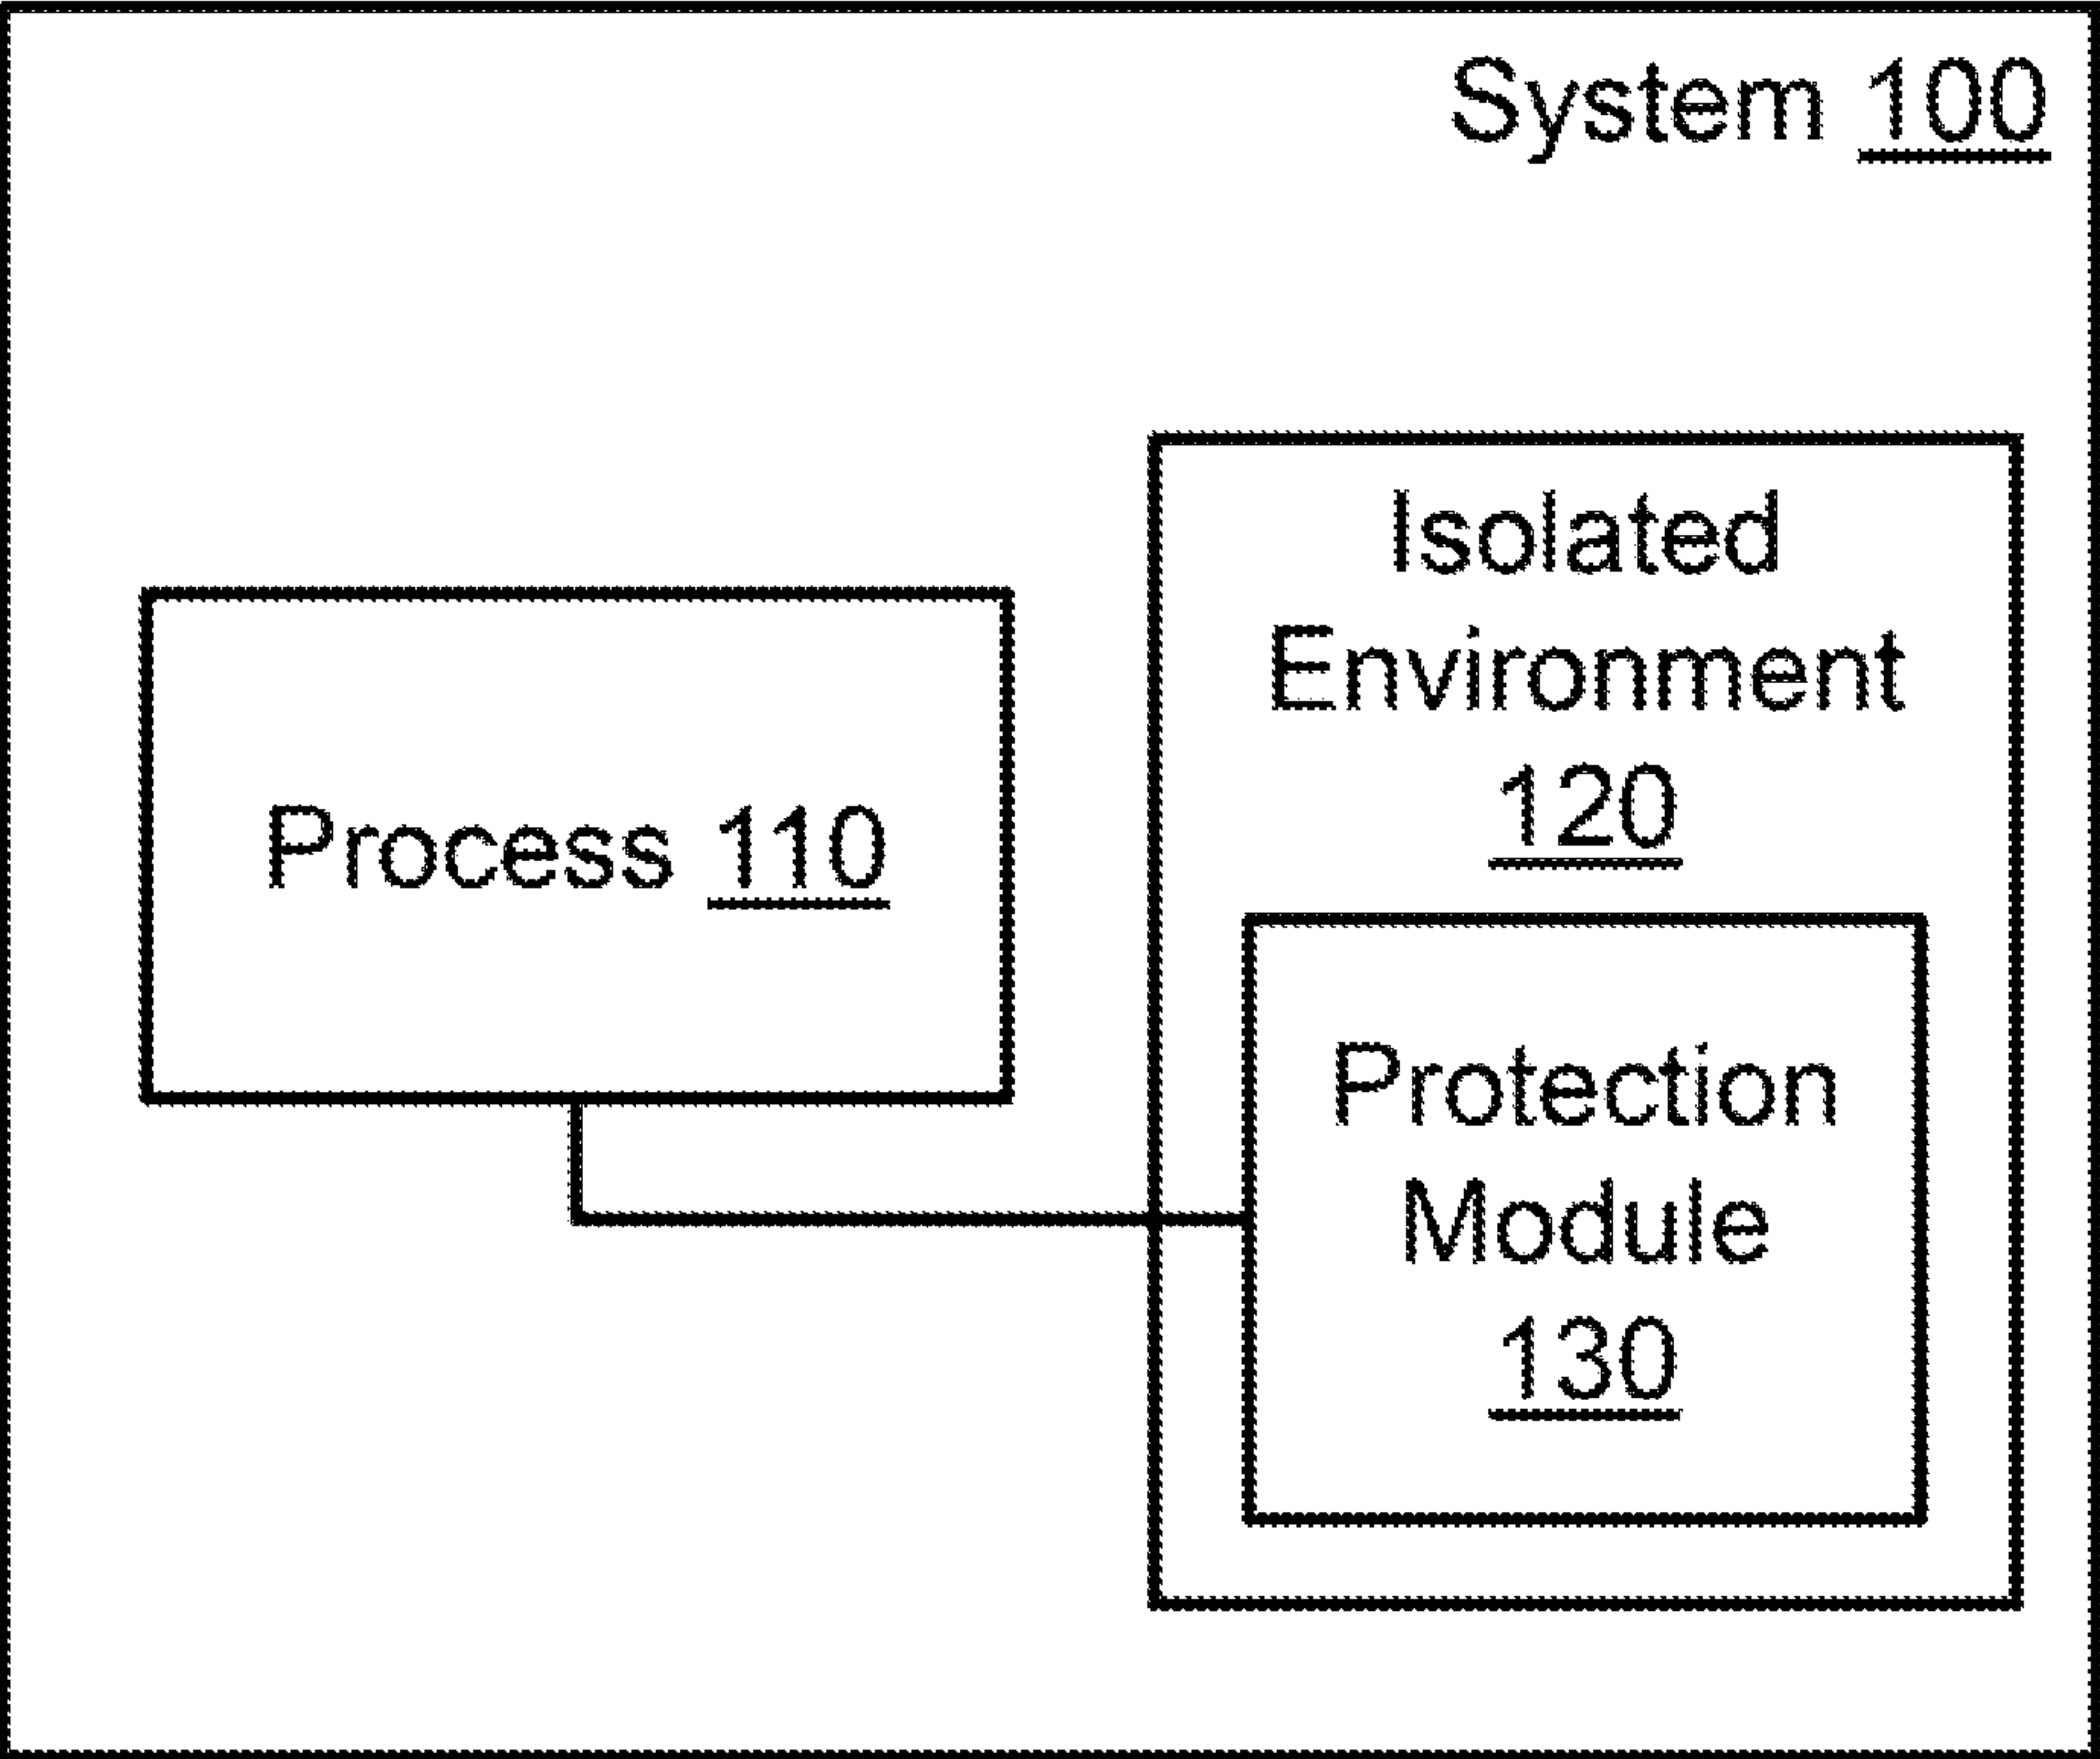 System 100
Process 110
Isolated
Environment
120
Protection
Module
130